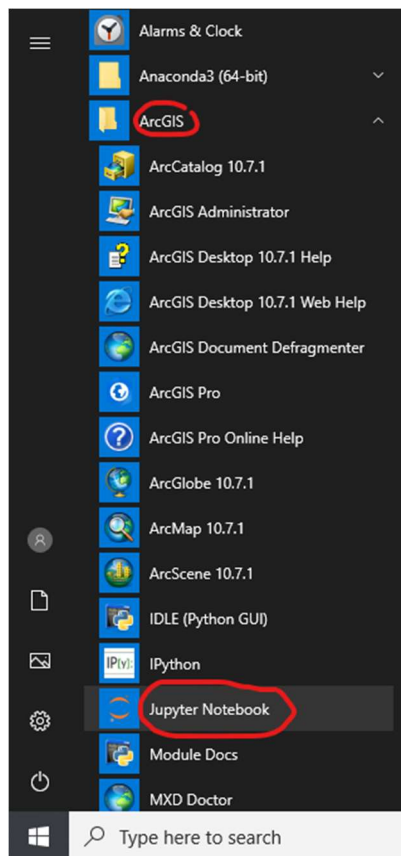 Alarms & Clock
Anaconda3 (64-bit)
ArcGIS
ArcCatalog 10.7.1
ArcGIS Administrator
ArcGIS Desktop 10.7.1 Help
ArcGIS Desktop 10.7.1 Web Help
ArcGIS Document Defragmenter
ArcGIS Pro
ArcGIS Pro Online Help
ArcGlobe 10.7.1
ArcMap 10.7.1
ArcScene 10.7.1
IDLE (Python GUI)
IP[y]: IPython
Jupyter Notebook
Module Docs
MXD Doctor
Type here to search